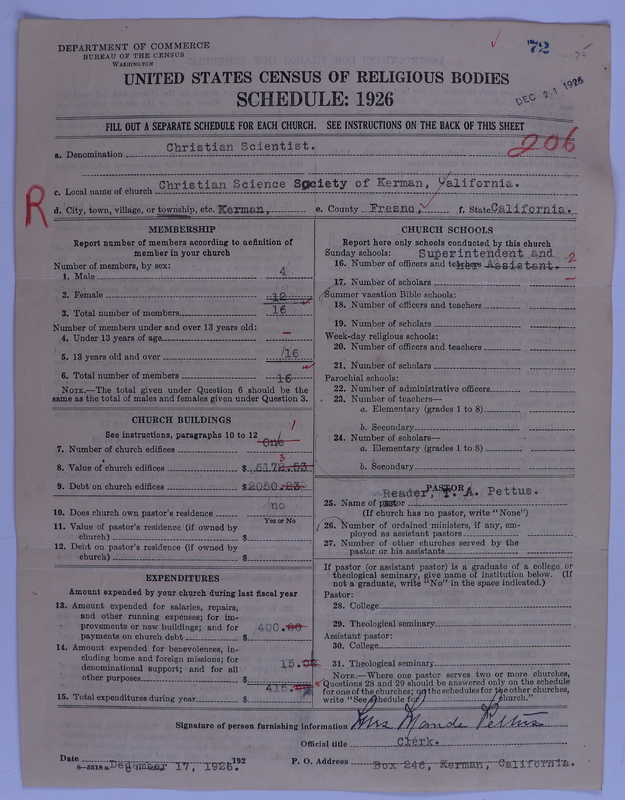 DEPARTMENT OF COMMERCE
BUREAU OF THE CENSUS
WASHINGTON
72
75
DEC 21 1926
UNITED STATES CENSUS OF RELIGIOUS BODIES
SCHEDULE: 1926
FILL OUT A SEPARATE SCHEDULE FOR EACH CHURCH. SEE INSTRUCTIONS ON THE BACK OF THIS SHEET
206
a. Denomination Christian Scientist.
R
c. Local name of church Christian Science Society of Kerman, California.
d. City, town, village, or township, etc. Kerman, e. County Fresno, f. State California.
MEMBERSHIP
Report number of members according to definition of
member in your church
Number of members, by sex:
1. Male 4
2. Female 12
3. Total number of members 16
Number of members under and over 13 years old:
4. Under 13 years of age —
5. 13 years old and over 16
6. Total number of members 16
NOTE.—The total given under Question 6 should be the
same as the total of males and females given under Question 3.
CHURCH BUILDINGS
See instructions, paragraphs 10 to 12
7. Number of church edifices One 1
8. Value of church edifices $ 6172.53 3
9. Debt on church edifices $ 2050.23
10. Does church own pastor's residence no
Yes or No
11. Value of pastor's residence (if owned by
church) $
12. Debt on pastor's residence (if owned by
church) $
EXPENDITURES
Amount expended by your church during last fiscal year
13. Amount expended for salaries, repairs,
and other running expenses; for im-
provements or new buildings; and for
payments on church debt $ 400.00
14. Amount expended for benevolences, in-
cluding home and foreign missions; for
denominational support; and for all
other purposes $ 15.
15. Total expenditures during year $ 415.
CHURCH SCHOOLS
Report here only schools conducted by this church
Sunday schools: Superintendent and
16. Number of officers and teachers her Assistant. 2
17. Number of scholars —
Summer vacation Bible schools:
18. Number of officers and teachers
19. Number of scholars
Week-day religious schools:
20. Number of officers and teachers
21. Number of scholars
Parochial schools:
22. Number of administrative officers
23. Number of teachers—
a. Elementary (grades 1 to 8)
b. Secondary
24. Number of scholars—
a. Elementary (grades 1 to 8)
b. Secondary
PASTOR
Reader, T. A. Pettus.
25. Name of pastor
(If church has no pastor, write "None")
26. Number of ordained ministers, if any, em-
ployed as assistant pastors
27. Number of other churches served by the
pastor or his assistants
If pastor (or assistant pastor) is a graduate of a college or
theological seminary, give name of institution below. (If
not a graduate, write "No" in the space indicated.)
Pastor:
28. College
29. Theological seminary
Assistant pastor:
30. College
31. Theological seminary
NOTE.—Where one pastor serves two or more churches,
Questions 28 and 29 should be answered only on the schedule
for one of the churches; on the schedules for the other churches,
write "See Schedule for church."
Signature of person furnishing information Mrs Maude Pettus
Official title Clerk.
Date December 17, 1926. 192
P. O. Address Box 246, Kerman, California.
8—5518a